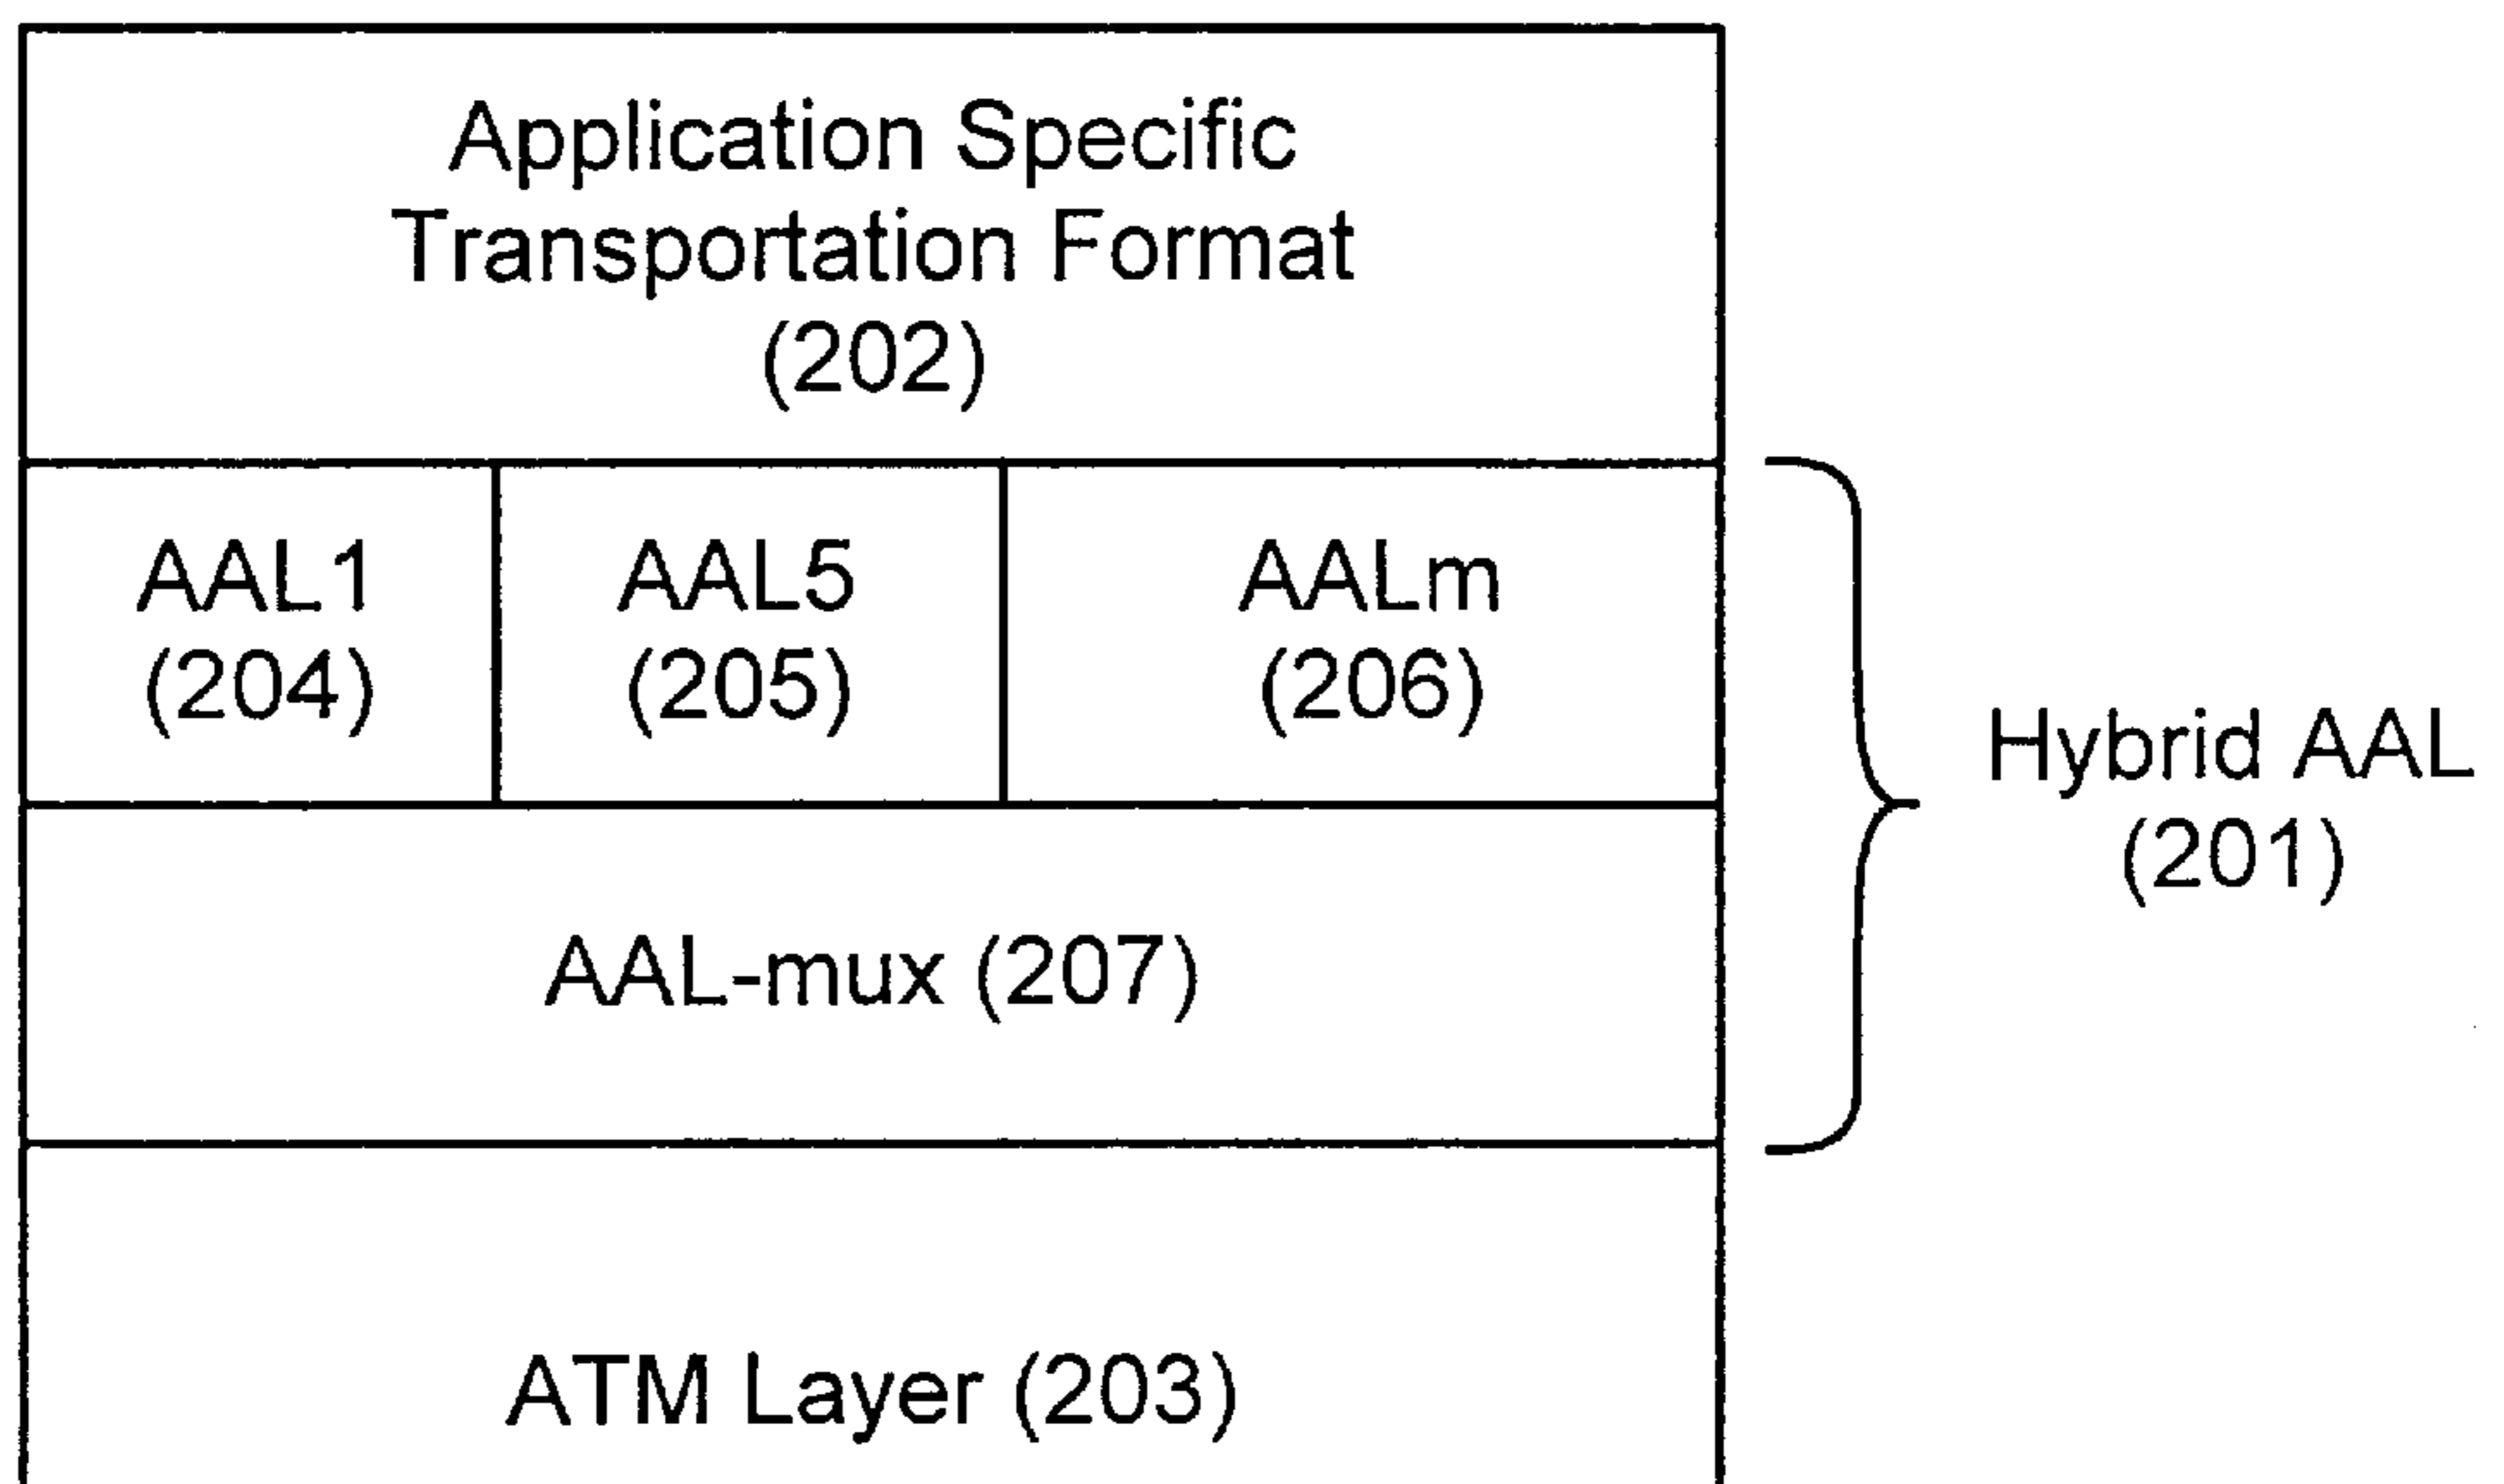 Application Specific
Transportation Format
(202)
AAL1
(204)
AAL5
(205)
AALm
(206)
Hybrid AAL
(201)
AAL-mux (207)
ATM Layer (203)